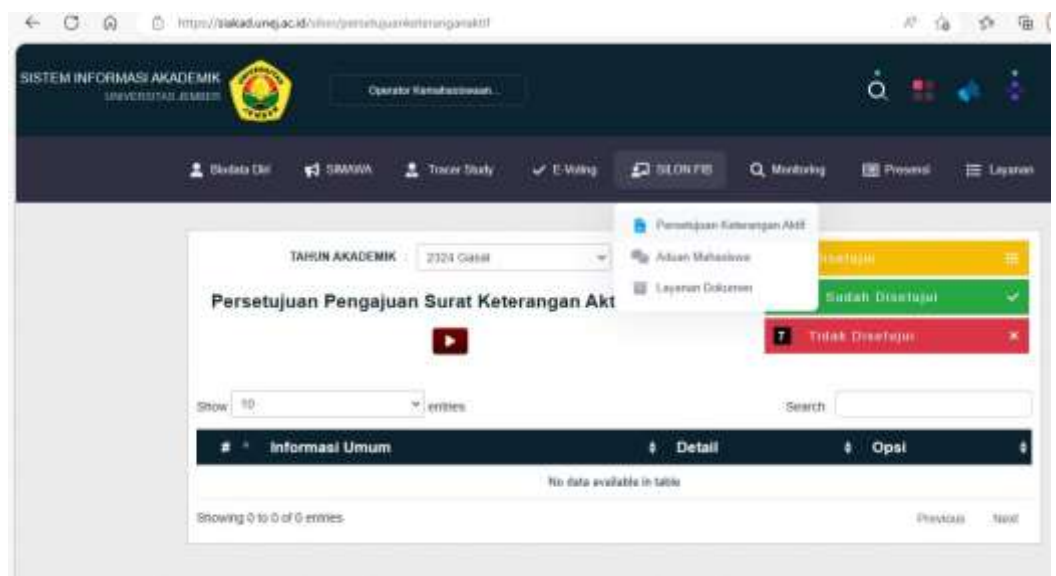 https://siakad.unej.ac.id/silon/persetujuanketeranganaktif
SISTEM INFORMASI AKADEMIK
UNIVERSITAS JEMBER
Operator Kemahasiswaan...
Biodata Diri SIMAWA Tracer Study E-Voting SILON FIB Monitoring Presensi Layanan
Persetujuan Keterangan Aktif
Aduan Mahasiswa
Layanan Dokumen
TAHUN AKADEMIK : 2324 Gasal
Disetujui
Persetujuan Pengajuan Surat Keterangan Akt
Sudah Disetujui
T Tidak Disetujui
Show 10 entries Search
# Informasi Umum Detail Opsi
No data available in table
Showing 0 to 0 of 0 entries
Previous Next